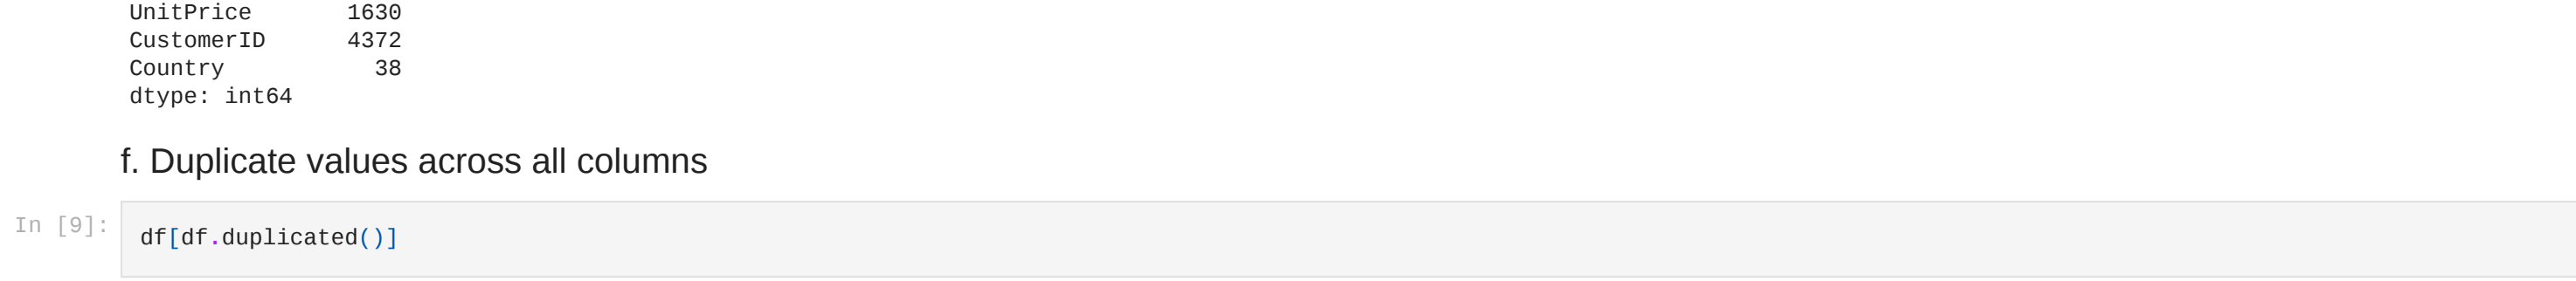 UnitPrice      1630
CustomerID      4372
Country           38
dtype: int64
f. Duplicate values across all columns
In [9]:
df[df.duplicated()]